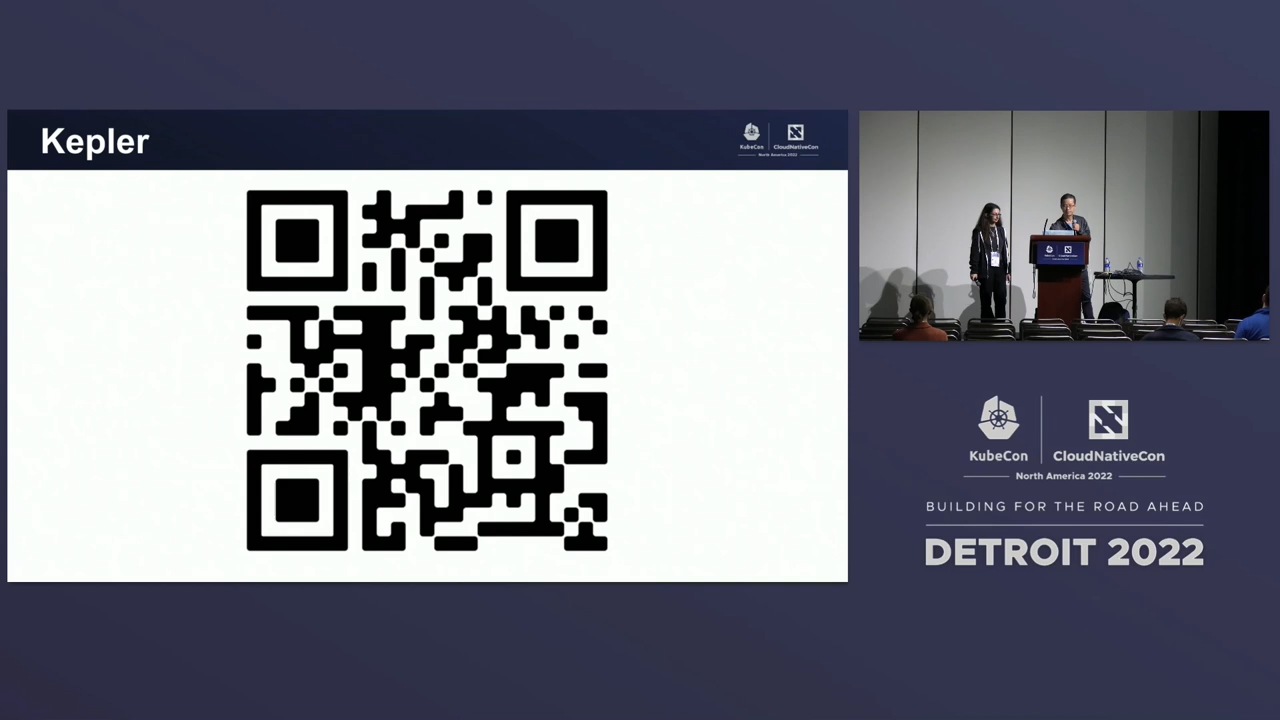 Kepler
KubeCon
CloudNativeCon
North America 2022
KubeCon
CloudNativeCon
North America 2022
BUILDING FOR THE ROAD AHEAD
DETROIT 2022